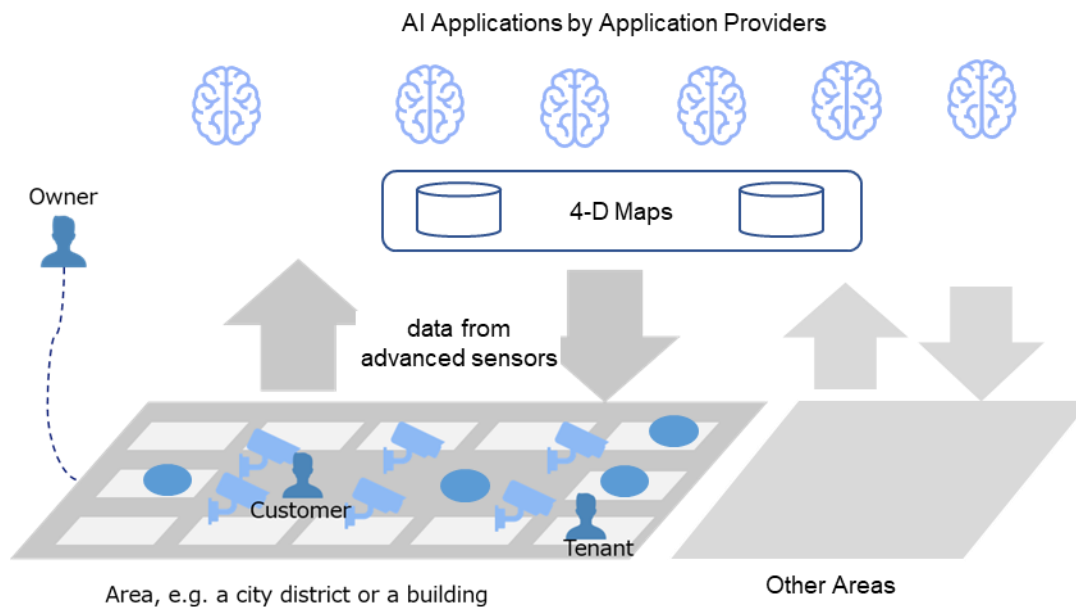 AI Applications by Application Providers
Owner
4-D Maps
data from
advanced sensors
Customer
Tenant
Area, e.g. a city district or a building
Other Areas